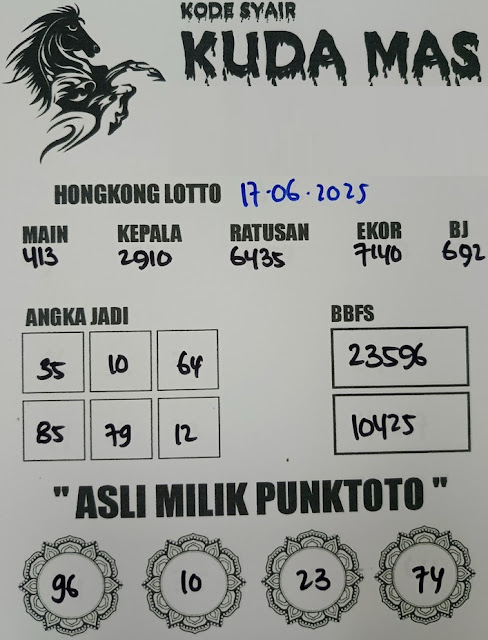 KODE SYAIR
KUDA MAS
HONGKONG LOTTO 17-06-2025
MAIN KEPALA RATUSAN EKOR BJ
413 2910 6435 7140 692
ANGKA JADI BBFS
35 10 64 23596
85 79 12 10425
" ASLI MILIK PUNKTOTO "
96 10 23 74